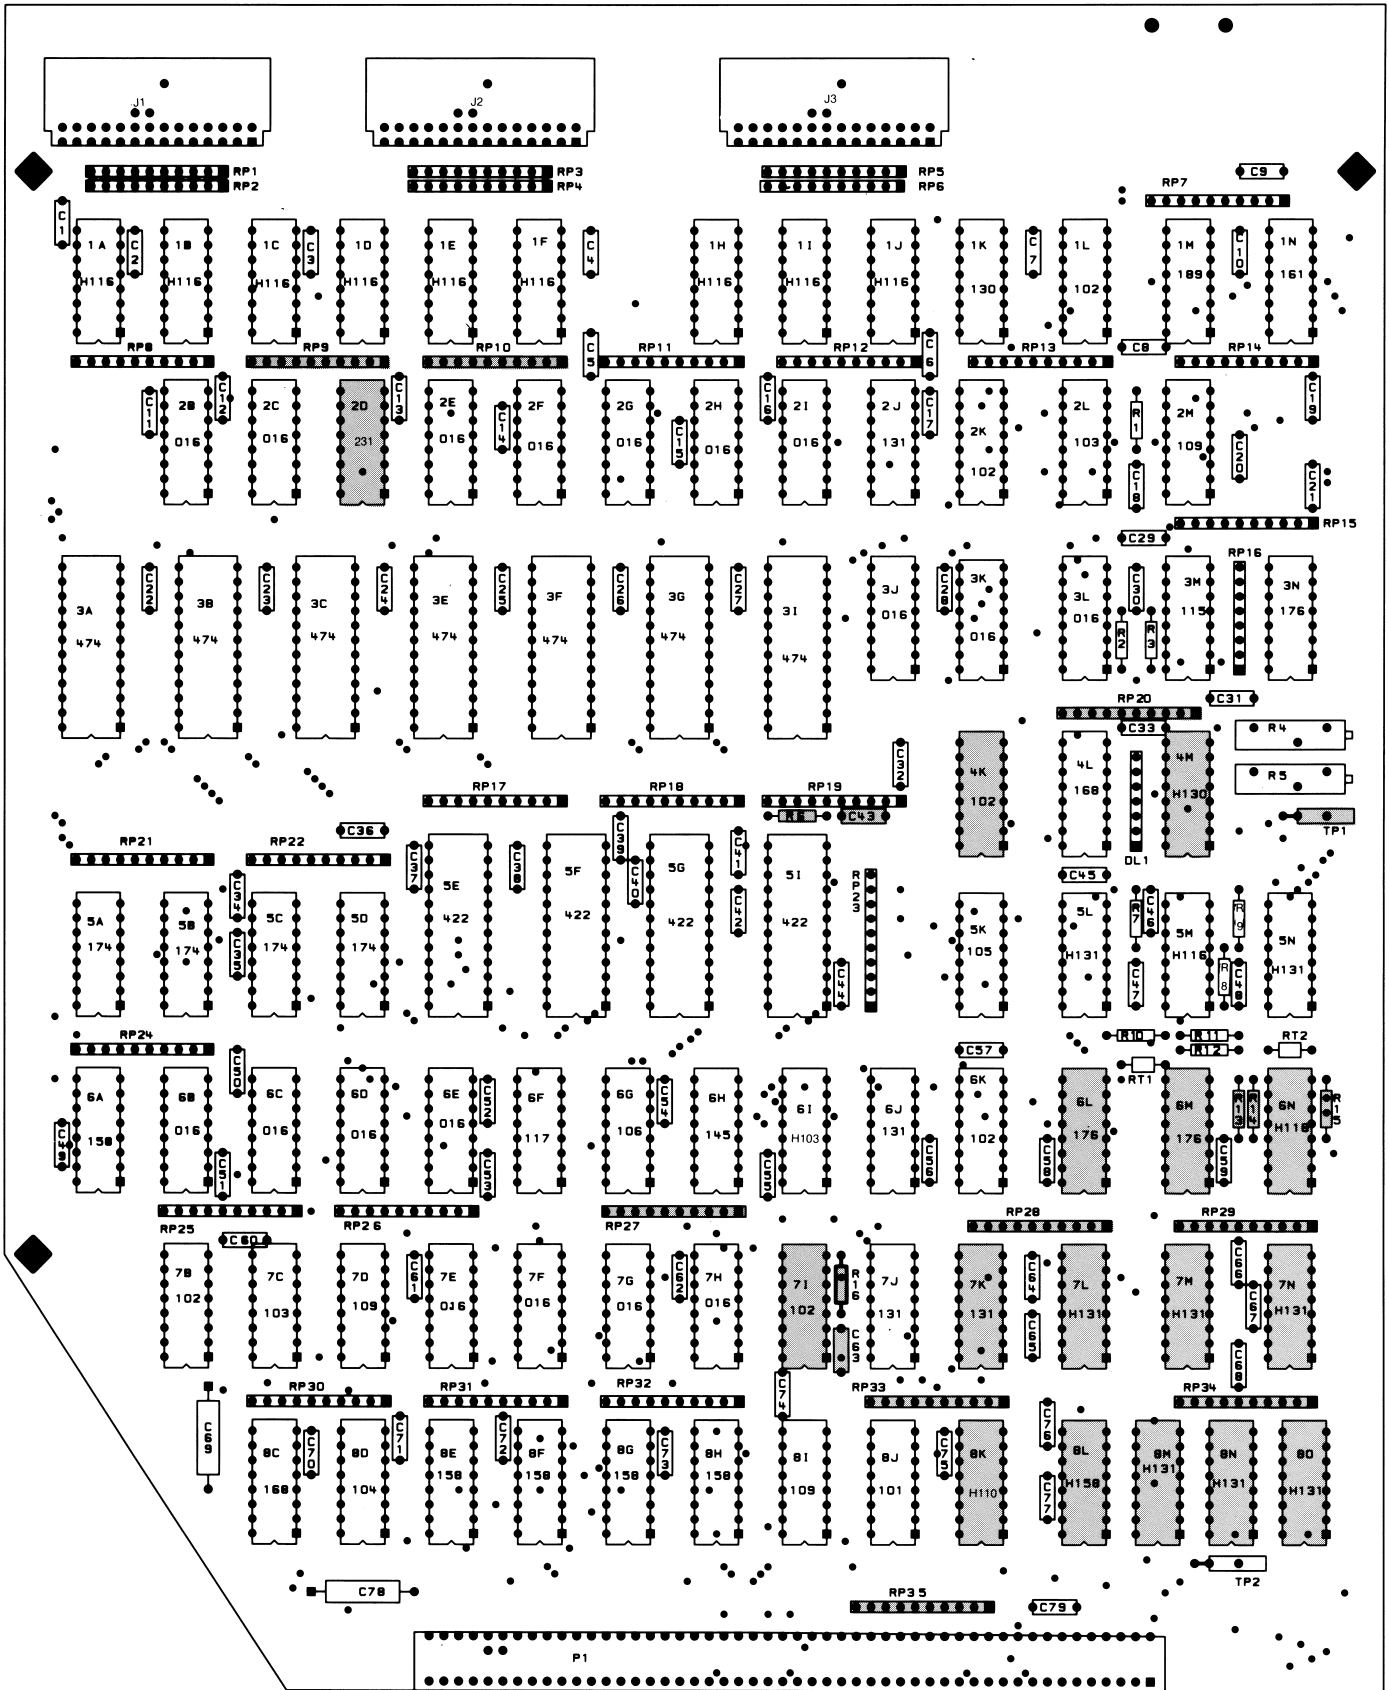 J1 J2 J3
RP1 RP3 RP5
RP2 RP4 RP6
C9
RP7
C1 C2 C3 C4 C7 C10
1A 1B 1C 1D 1E 1F 1H 1I 1J 1K 1L 1M 1N
H116 H116 H116 H116 H116 H116 H116 H116 H116 130 102 189 161
RP8 RP9 RP10 C5 RP11 RP12 C6 RP13 C8 RP14
C11 C12 C13 C14 C15 C16 C17 R1 C18 C19 C20 C21
2B 2C 2D 2E 2F 2G 2H 2I 2J 2K 2L 2M
016 016 231 016 016 016 016 016 131 102 103 109
RP15
C29
RP16
C22 C23 C24 C25 C26 C27 C28 C30 R2 R3
3A 3B 3C 3E 3F 3G 3I 3J 3K 3L 3M 3N
474 474 474 474 474 474 474 016 016 016 115 176
RP20 C31
C33 R4
C32
4K 4L 4M R5
102 168 H130
RP17 RP18 RP19
R6 C43 TP1
RP21 RP22 C36 DL1
C34 C35 C37 C38 C39 C40 C41 C42 C44 RP23 C45 R7 C46 C47 R8 R9 C48
5A 5B 5C 5D 5E 5F 5G 5I 5K 5L 5M 5N
174 174 174 174 422 422 422 422 105 H131 H116 H131
RP24 R10 R11 RT2
C57 R12
RT1
C49 C50 C51 C52 C53 C54 C55 C56 C58 C59 R13 R14 R15
6A 6B 6C 6D 6E 6F 6G 6H 6I 6J 6K 6L 6M 6N
158 016 016 016 016 117 106 145 H103 131 102 176 176 H116
RP25 RP26 RP27 RP28 RP29
C60
C61 C62 R16 C63 C64 C65 C66 C67 C68
7B 7C 7D 7E 7F 7G 7H 7I 7J 7K 7L 7M 7N
102 103 109 016 016 016 016 102 131 131 H131 H131 H131
RP30 RP31 RP32 C74 RP33 RP34
C69 C70 C71 C72 C73 C75 C76 C77
8C 8D 8E 8F 8G 8H 8I 8J 8K 8L 8M 8N 8O
168 104 158 158 158 158 109 101 H110 H158 H131 H131 H131
C78 RP35 C79 TP2
P1